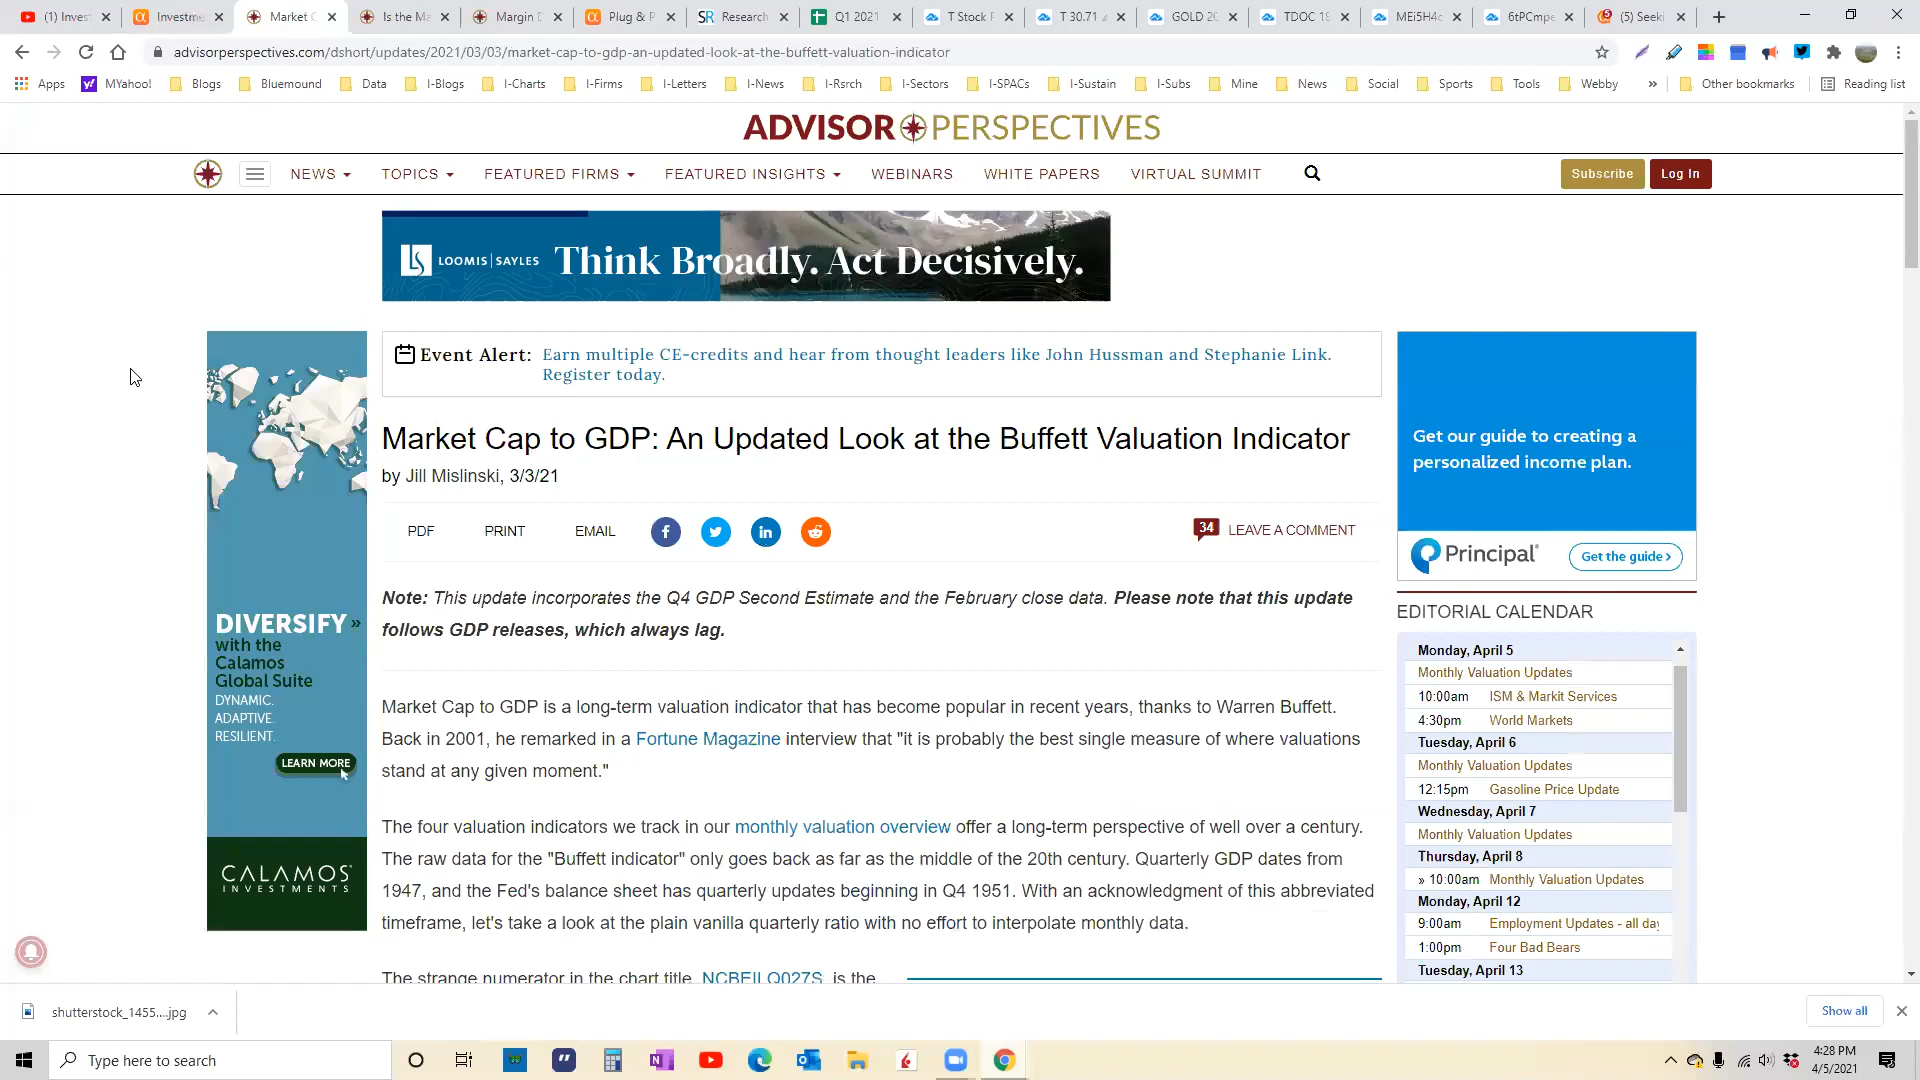 (1) Inves
Investme
Market C
Is the Ma
Margin D
Plug & P
Research
Q1 2021
T Stock F
T 30.71
GOLD 20
TDOC 19
MEi5H4c
6tPCmpe
(5) Seeki
advisorperspectives.com/dshort/updates/2021/03/03/market-cap-to-gdp-an-updated-look-at-the-buffett-valuation-indicator
Apps MYahoo! Blogs Bluemound Data I-Blogs I-Charts I-Firms I-Letters I-News I-Rsrch I-Sectors I-SPACs I-Sustain I-Subs Mine News Social Sports Tools Webby » Other bookmarks Reading list
ADVISOR PERSPECTIVES
NEWS TOPICS FEATURED FIRMS FEATURED INSIGHTS WEBINARS WHITE PAPERS VIRTUAL SUMMIT Subscribe Log In
LS LOOMIS | SAYLES Think Broadly. Act Decisively.
Event Alert: Earn multiple CE-credits and hear from thought leaders like John Hussman and Stephanie Link.
Register today.
Market Cap to GDP: An Updated Look at the Buffett Valuation Indicator
by Jill Mislinski, 3/3/21
PDF PRINT EMAIL 34 LEAVE A COMMENT
Note: This update incorporates the Q4 GDP Second Estimate and the February close data. Please note that this update
follows GDP releases, which always lag.
Market Cap to GDP is a long-term valuation indicator that has become popular in recent years, thanks to Warren Buffett.
Back in 2001, he remarked in a Fortune Magazine interview that "it is probably the best single measure of where valuations
stand at any given moment."
The four valuation indicators we track in our monthly valuation overview offer a long-term perspective of well over a century.
The raw data for the "Buffett indicator" only goes back as far as the middle of the 20th century. Quarterly GDP dates from
1947, and the Fed's balance sheet has quarterly updates beginning in Q4 1951. With an acknowledgment of this abbreviated
timeframe, let's take a look at the plain vanilla quarterly ratio with no effort to interpolate monthly data.
The strange numerator in the chart title, NCBEILQ027S, is the
DIVERSIFY »
with the
Calamos
Global Suite
DYNAMIC.
ADAPTIVE.
RESILIENT.
LEARN MORE
CALAMOS
INVESTMENTS
Get our guide to creating a
personalized income plan.
Principal Get the guide >
EDITORIAL CALENDAR
Monday, April 5
Monthly Valuation Updates
10:00am ISM & Markit Services
4:30pm World Markets
Tuesday, April 6
Monthly Valuation Updates
12:15pm Gasoline Price Update
Wednesday, April 7
Monthly Valuation Updates
Thursday, April 8
» 10:00am Monthly Valuation Updates
Monday, April 12
9:00am Employment Updates - all day
1:00pm Four Bad Bears
Tuesday, April 13
shutterstock_1455....jpg
Show all
Type here to search
4:28 PM
4/5/2021